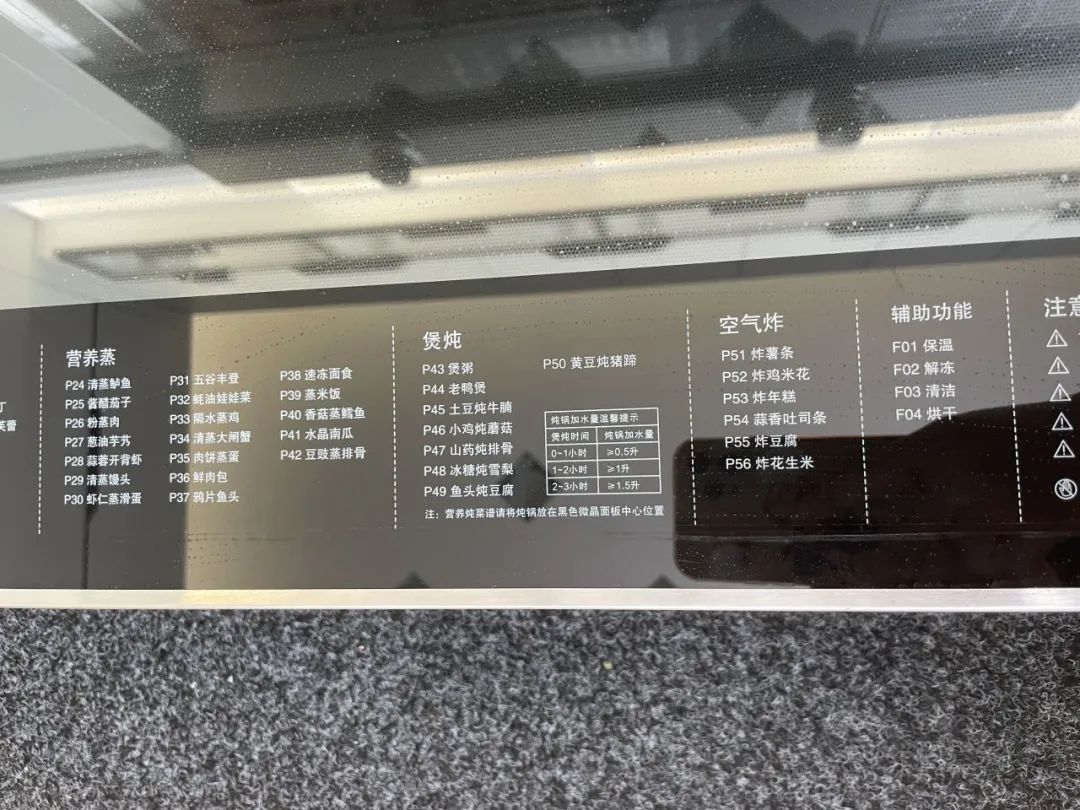 丁
芙蕾
营养蒸
P24 清蒸鲈鱼
P25 酱醋茄子
P26 粉蒸肉
P27 葱油芋艿
P28 蒜蓉开背虾
P29 清蒸馒头
P30 虾仁蒸滑蛋
P31 五谷丰登
P32 蚝油娃娃菜
P33 隔水蒸鸡
P34 清蒸大闸蟹
P35 肉饼蒸蛋
P36 鲜肉包
P37 鸦片鱼头
P38 速冻面食
P39 蒸米饭
P40 香菇蒸鳕鱼
P41 水晶南瓜
P42 豆豉蒸排骨
煲炖
P43 煲粥
P44 老鸭煲
P45 土豆炖牛腩
P46 小鸡炖蘑菇
P47 山药炖排骨
P48 冰糖炖雪梨
P49 鱼头炖豆腐
P50 黄豆炖猪蹄
炖锅加水量温馨提示
煲炖时间 炖锅加水量
0~1小时 ≥0.5升
1~2小时 ≥1升
2~3小时 ≥1.5升
注：营养炖菜谱请将炖锅放在黑色微晶面板中心位置
空气炸
P51 炸薯条
P52 炸鸡米花
P53 炸年糕
P54 蒜香吐司条
P55 炸豆腐
P56 炸花生米
辅助功能
F01 保温
F02 解冻
F03 清洁
F04 烘干
注意